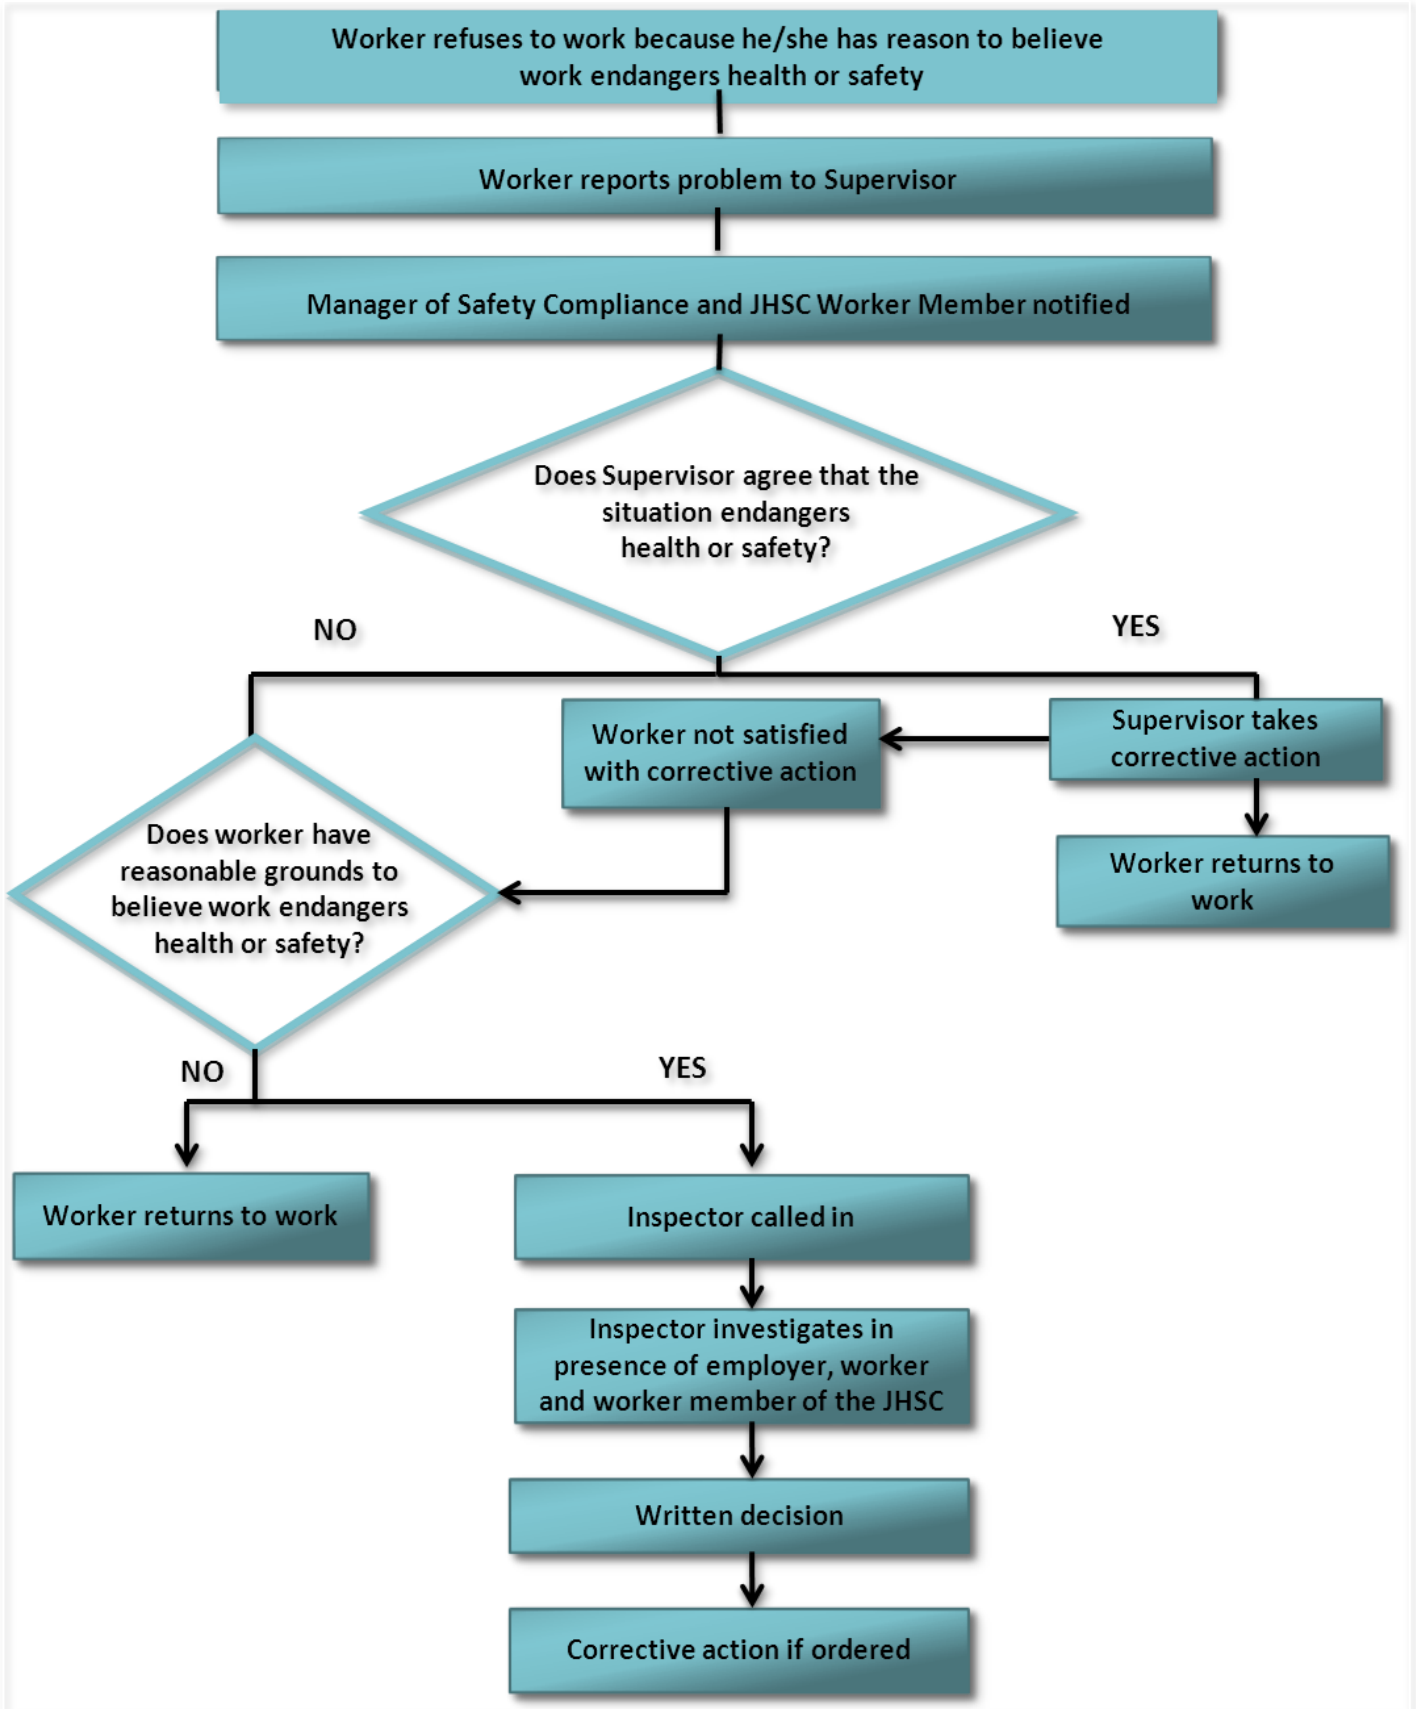 Worker refuses to work because he/she has reason to believe
work endangers health or safety
Worker reports problem to Supervisor
Manager of Safety Compliance and JHSC Worker Member notified
Does Supervisor agree that the
situation endangers
health or safety?
NO
YES
Worker not satisfied
with corrective action
Supervisor takes
corrective action
Worker returns to
work
Does worker have
reasonable grounds to
believe work endangers
health or safety?
NO
YES
Worker returns to work
Inspector called in
Inspector investigates in
presence of employer, worker
and worker member of the JHSC
Written decision
Corrective action if ordered